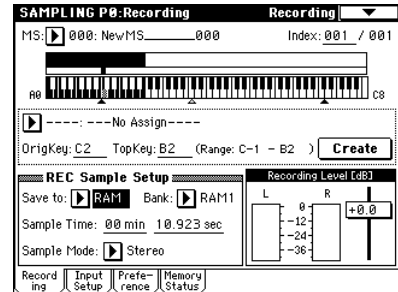 SAMPLING P0:Recording Recording
MS: 000: NewMS________000 Index: 001 / 001
A0 C8
----: ---No Assign----
OrigKey: C2 TopKey: B2 (Range: C-1 - B2 ) Create
REC Sample Setup
Save to: RAM Bank: RAM1
Sample Time: 00 min 10.923 sec
Sample Mode: Stereo
Recording Level [dB]
L R
0
-12
-24
-36
+0.0
Record
ing
Input
Setup
Prefe-
rence
Memory
Status